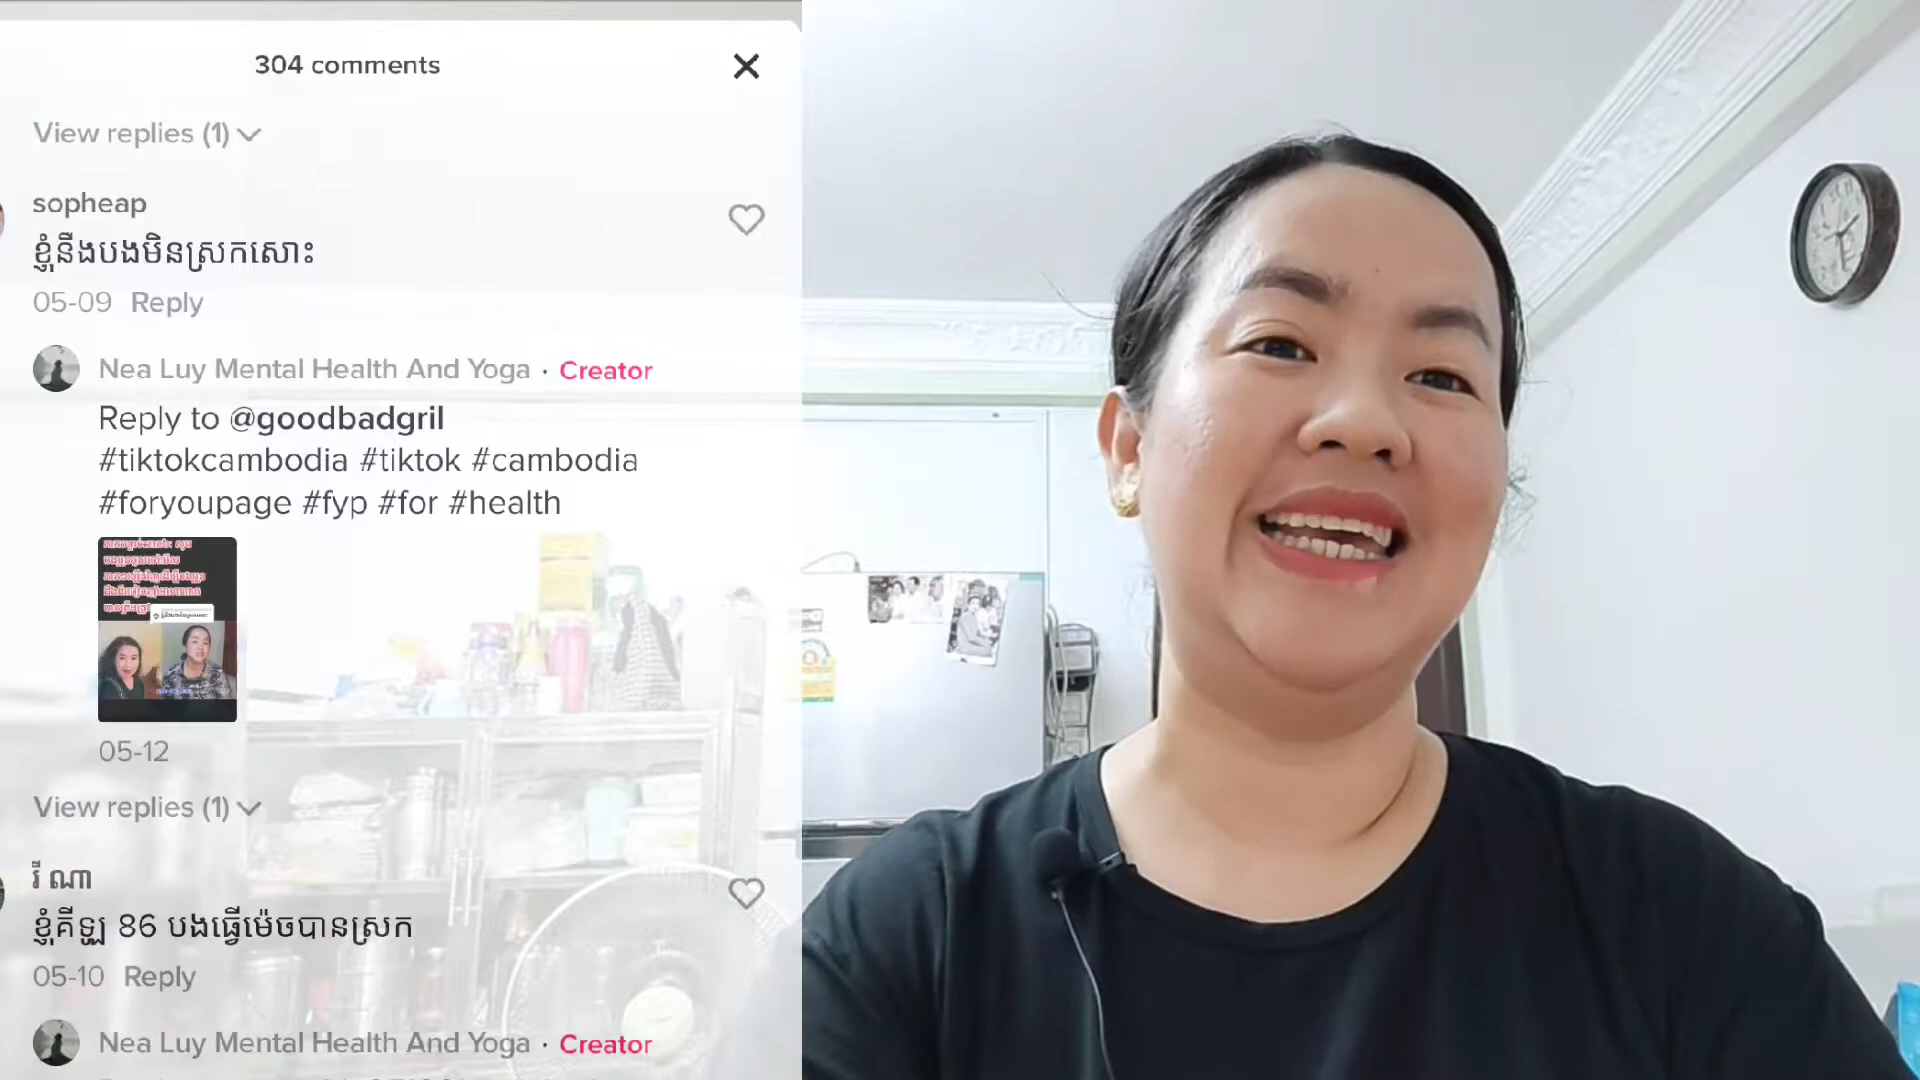 304 comments
View replies (1)
sopheap
ខ្ញុំនឹងបងមិនស្រកសោះ
05-09 Reply
Nea Luy Mental Health And Yoga · Creator
Reply to @goodbadgril
#tiktokcambodia #tiktok #cambodia
#foryoupage #fyp #for #health
05-12
View replies (1)
រី ណា
ខ្ញុំគីឡូ 86 បងធ្វើម៉េចបានស្រក
05-10 Reply
Nea Luy Mental Health And Yoga · Creator